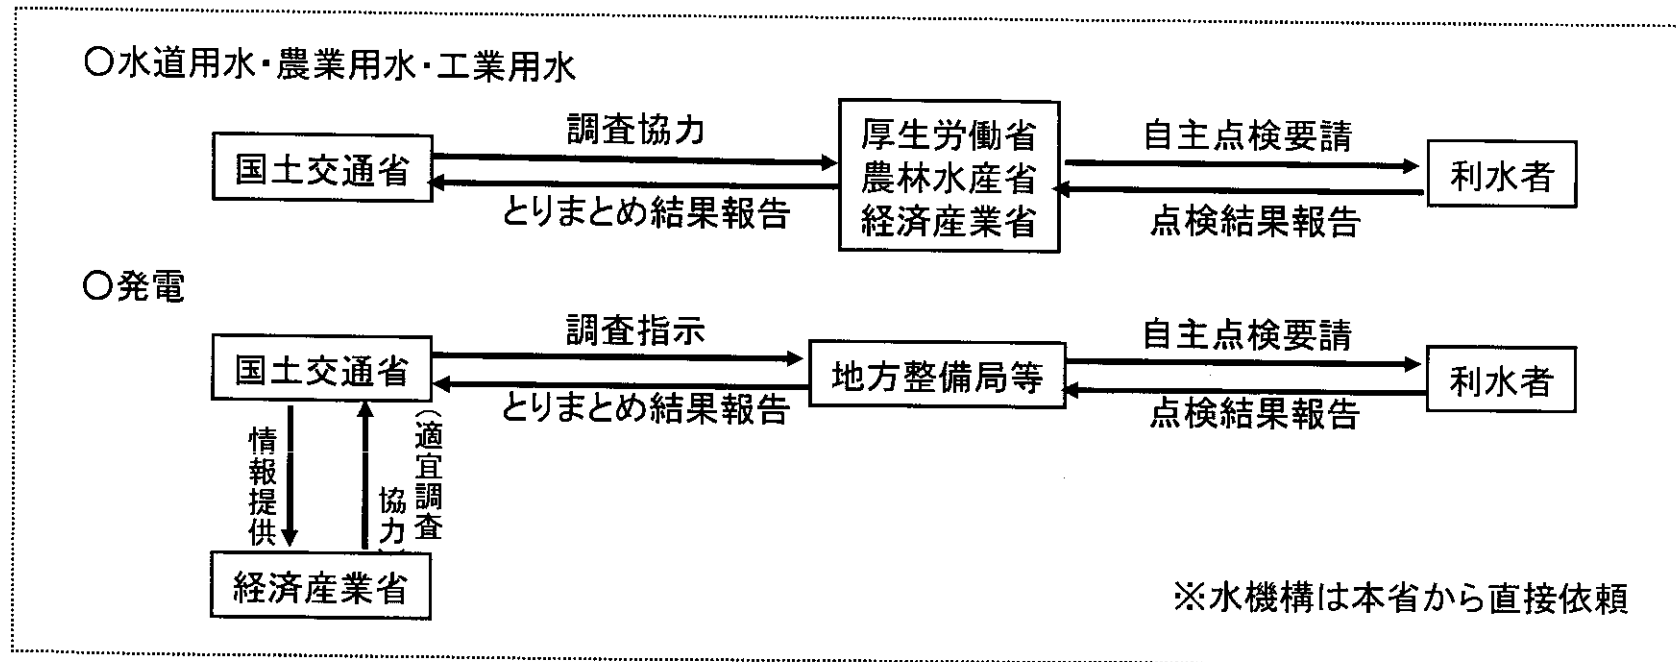 ○水道用水・農業用水・工業用水
国土交通省
調査協力
とりまとめ結果報告
厚生労働省
農林水産省
経済産業省
自主点検要請
点検結果報告
利水者
○発電
国土交通省
調査指示
とりまとめ結果報告
地方整備局等
自主点検要請
点検結果報告
利水者
情報提供
（適宜調査
協力）
経済産業省
※水機構は本省から直接依頼